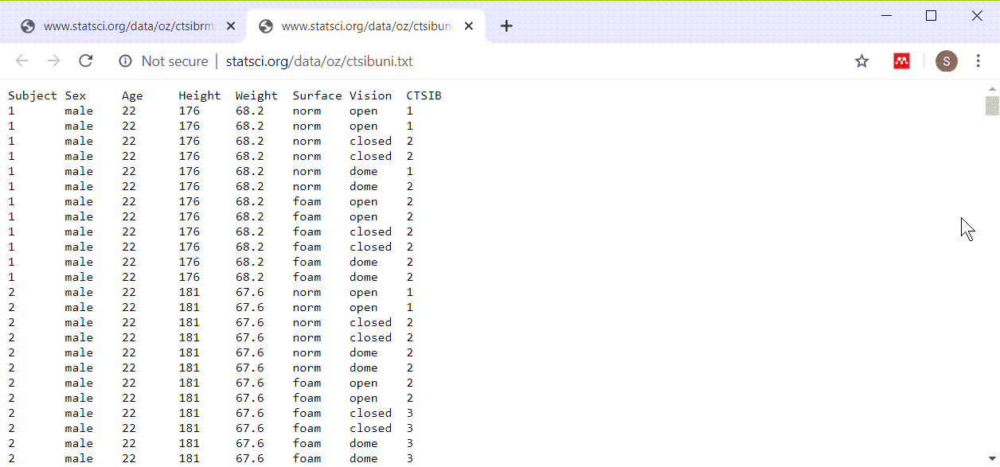 www.statsci.org/data/oz/ctsibrm
www.statsci.org/data/oz/ctsibuni
Not secure | statsci.org/data/oz/ctsibuni.txt
S
Subject Sex Age Height Weight Surface Vision CTSIB
1 male 22 176 68.2 norm open 1
1 male 22 176 68.2 norm open 1
1 male 22 176 68.2 norm closed 2
1 male 22 176 68.2 norm closed 2
1 male 22 176 68.2 norm dome 1
1 male 22 176 68.2 norm dome 2
1 male 22 176 68.2 foam open 2
1 male 22 176 68.2 foam open 2
1 male 22 176 68.2 foam closed 2
1 male 22 176 68.2 foam closed 2
1 male 22 176 68.2 foam dome 2
1 male 22 176 68.2 foam dome 2
2 male 22 181 67.6 norm open 1
2 male 22 181 67.6 norm open 1
2 male 22 181 67.6 norm closed 2
2 male 22 181 67.6 norm closed 2
2 male 22 181 67.6 norm dome 2
2 male 22 181 67.6 norm dome 2
2 male 22 181 67.6 foam open 2
2 male 22 181 67.6 foam open 2
2 male 22 181 67.6 foam closed 3
2 male 22 181 67.6 foam closed 3
2 male 22 181 67.6 foam dome 3
2 male 22 181 67.6 foam dome 3